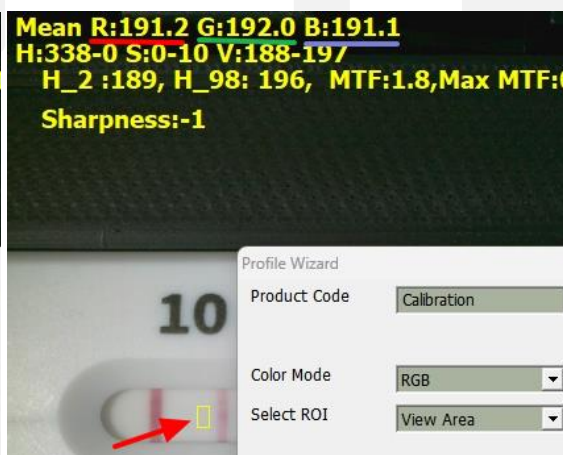 Mean R:191.2 G:192.0 B:191.1
H:338-0 S:0-10 V:188-197
H_2 :189, H_98: 196, MTF:1.8,Max MTF:
Sharpness:-1
Profile Wizard
Product Code Calibration
10
Color Mode RGB
Select ROI View Area